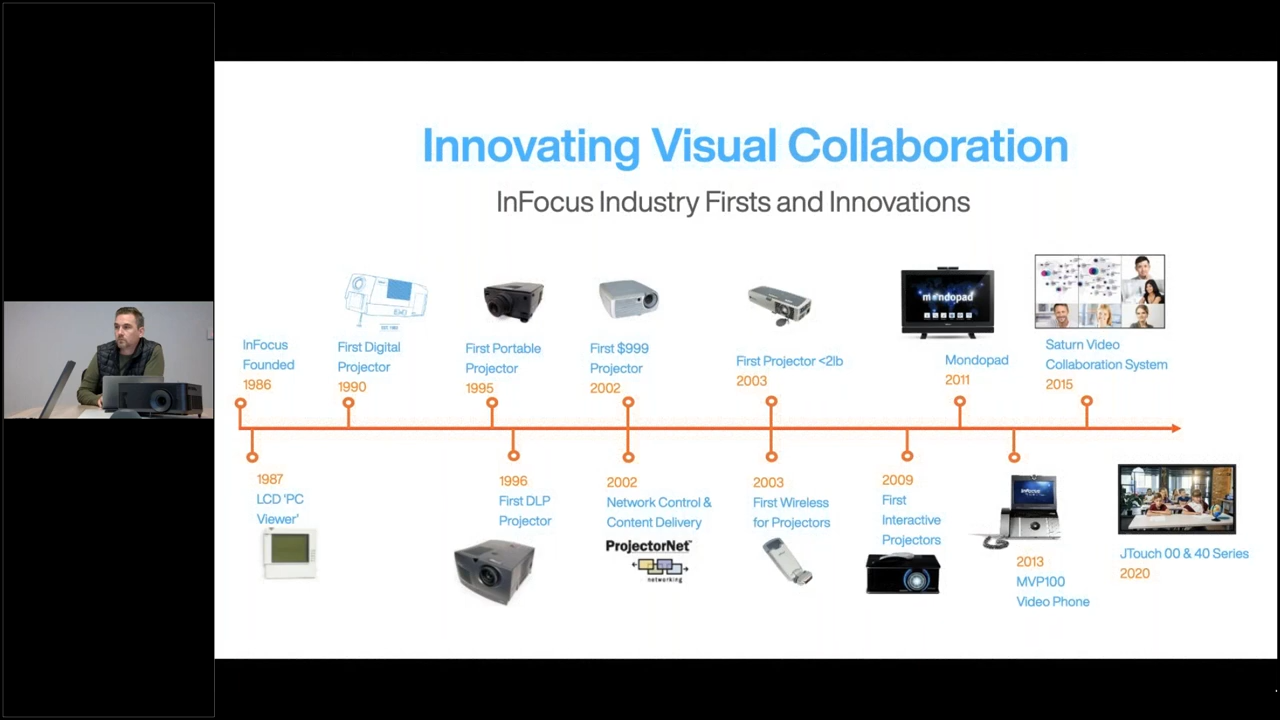 Innovating Visual Collaboration
InFocus Industry Firsts and Innovations
InFocus
Founded
1986
First Digital
Projector
1990
First Portable
Projector
1995
First $999
Projector
2002
First Projector <2lb
2003
mondopad
Mondopad
2011
Saturn Video
Collaboration System
2015
1987
LCD 'PC
Viewer'
1996
First DLP
Projector
2002
Network Control &
Content Delivery
ProjectorNet™
networking
2003
First Wireless
for Projectors
2009
First
Interactive
Projectors
InFocus
2013
MVP100
Video Phone
JTouch 00 & 40 Series
2020